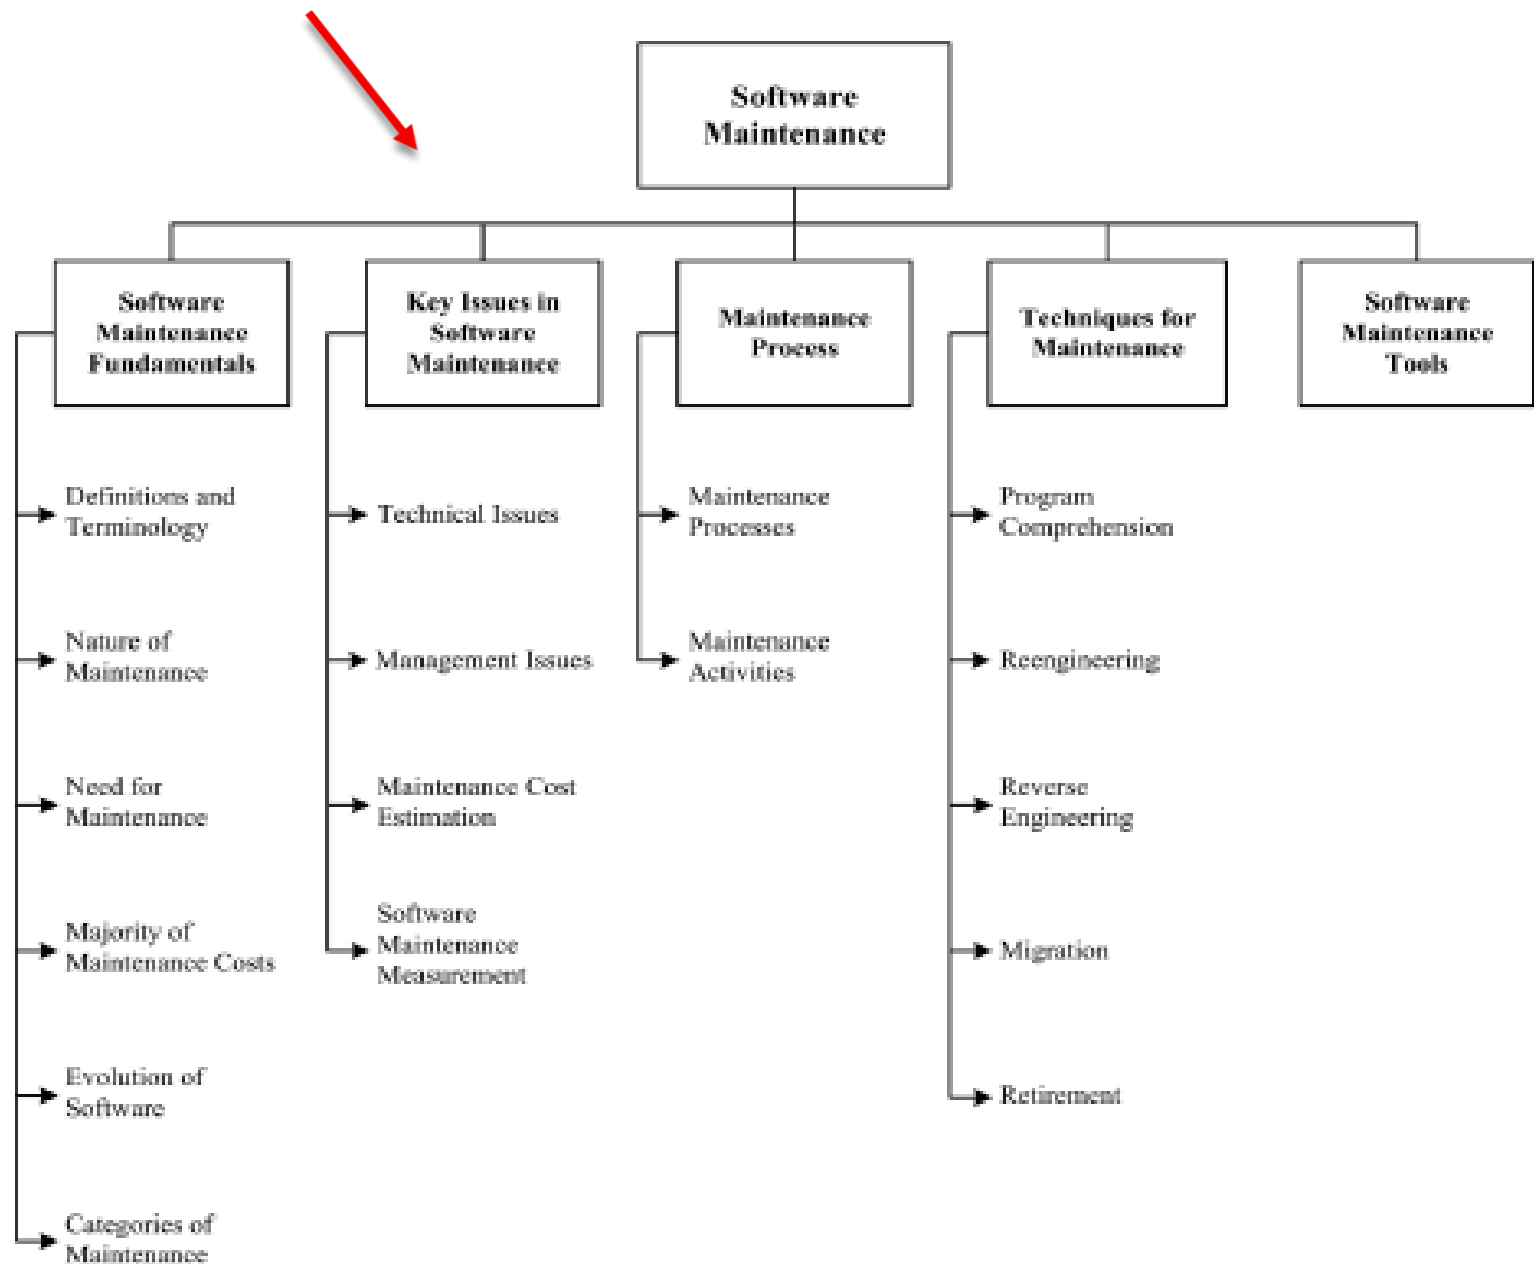 Software
Maintenance
Software
Maintenance
Fundamentals
Key Issues in
Software
Maintenance
Maintenance
Process
Techniques for
Maintenance
Software
Maintenance
Tools
Definitions and
Terminology
Nature of
Maintenance
Need for
Maintenance
Majority of
Maintenance Costs
Evolution of
Software
Categories of
Maintenance
Technical Issues
Management Issues
Maintenance Cost
Estimation
Software
Maintenance
Measurement
Maintenance
Processes
Maintenance
Activities
Program
Comprehension
Reengineering
Reverse
Engineering
Migration
Retirement